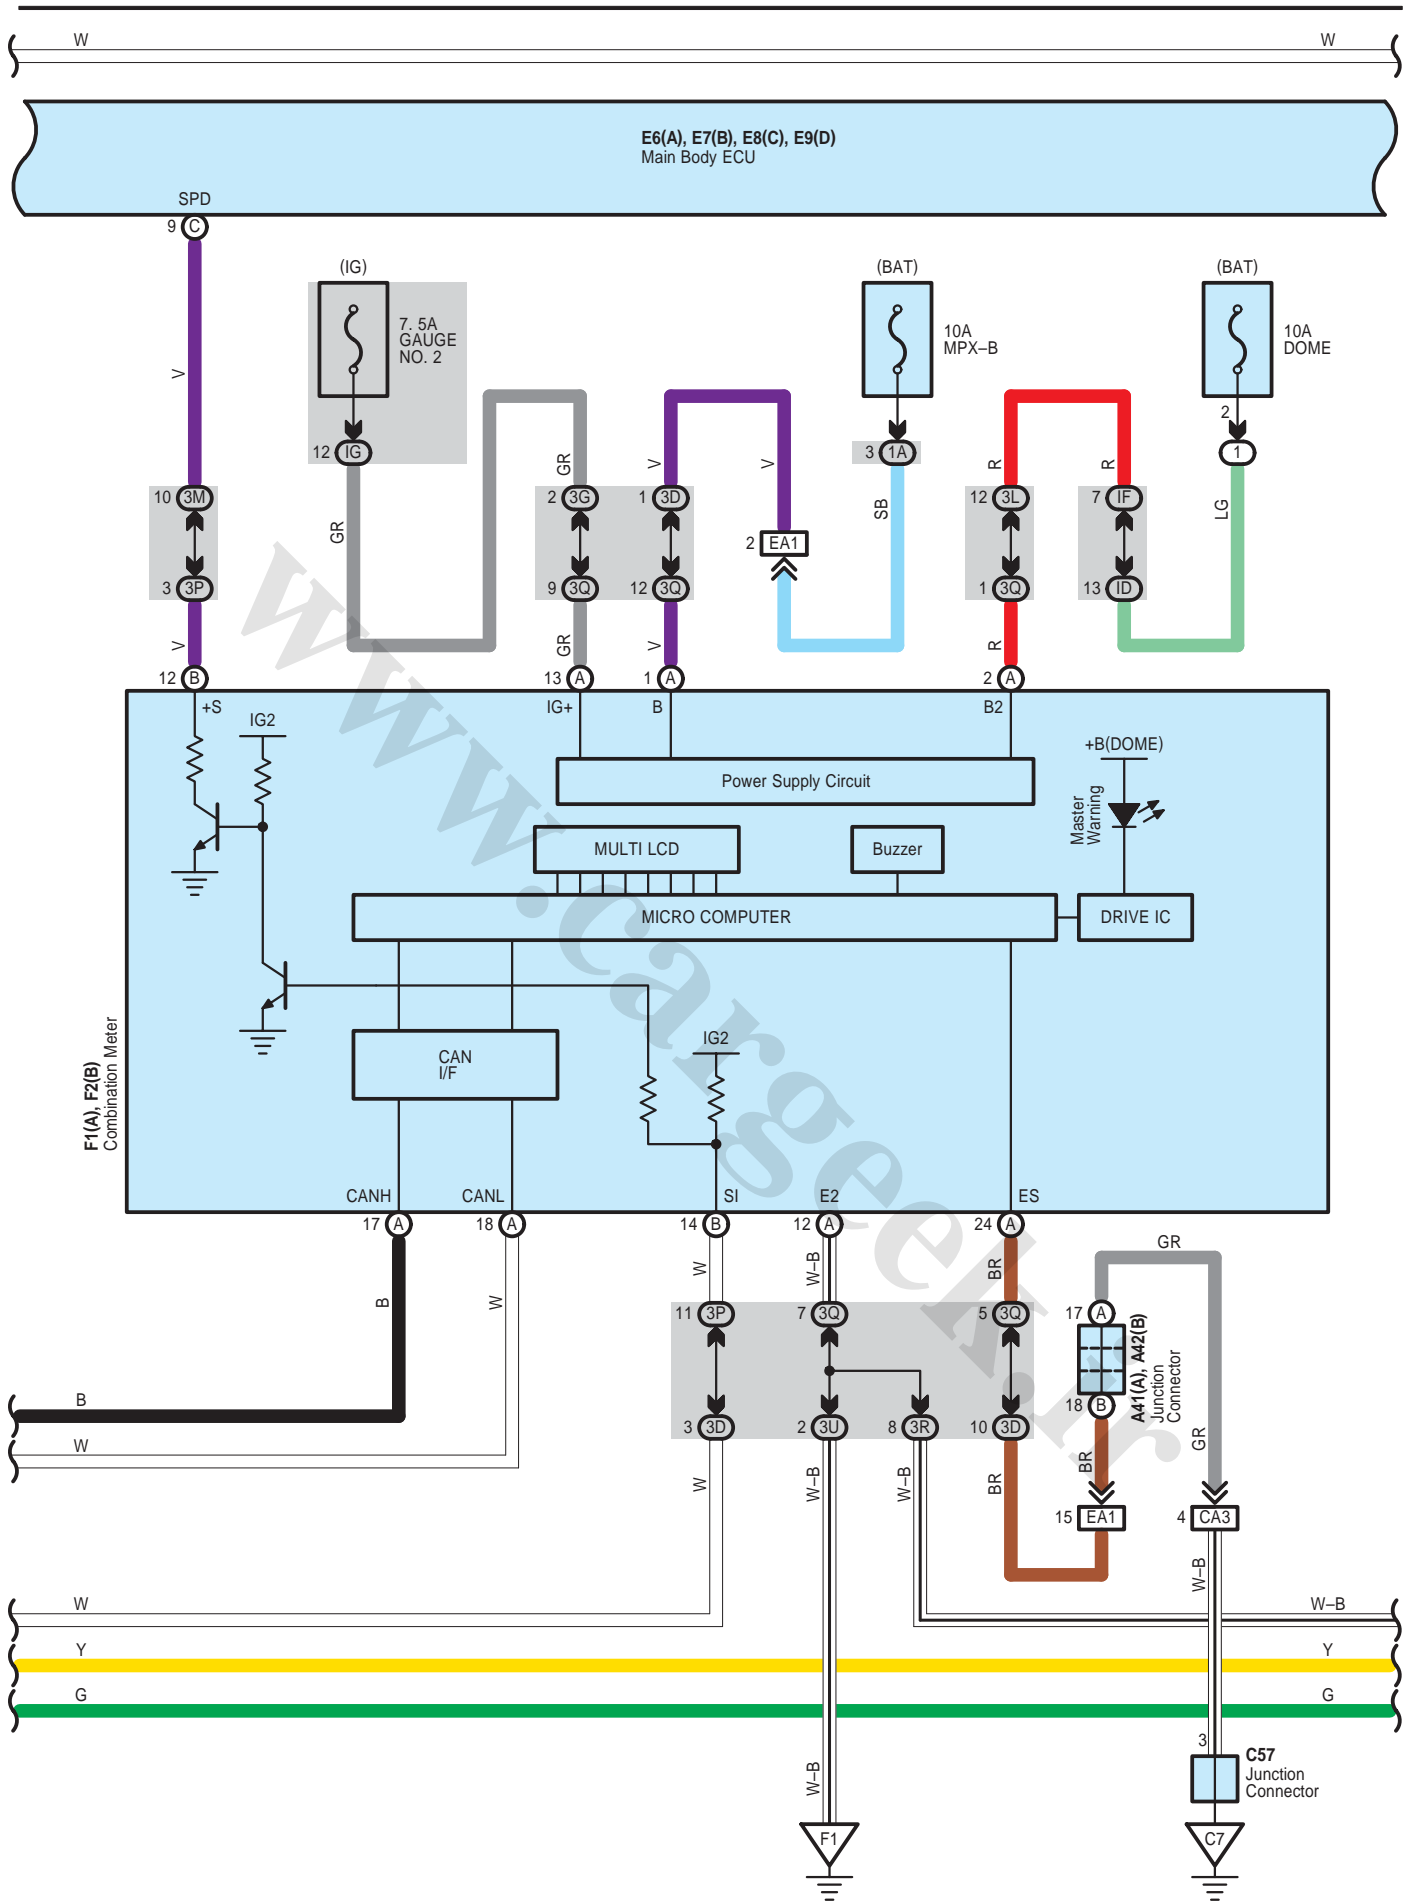 W W
E6(A), E7(B), E8(C), E9(D)
Main Body ECU
SPD
9 C
(IG) (BAT) (BAT)
7. 5A
GAUGE
NO. 2
10A
MPX–B
10A
DOME
V
2
12 IG
3 1A
1
GR V V R R
10 3M
2 3G
1 3D
12 3L
7 IF
GR SB LG
2 EA1
3 3P
9 3Q
12 3Q
1 3Q
13 ID
V GR V R
12 B
13 A
1 A
2 A
+S IG+ B B2
IG2
+B(DOME)
Power Supply Circuit
Master
Warning
MULTI LCD
Buzzer
MICRO COMPUTER
DRIVE IC
IG2
CAN
I/F
F1(A), F2(B)
Combination Meter
CANH CANL SI E2 ES
17 A
18 A
14 B
12 A
24 A
GR
B W W W–B BR
11 3P
7 3Q
5 3Q
17 A
A41(A), A42(B)
Junction
Connector
B
18 B
3 3D
2 3U
8 3R
10 3D
W
GR
W W–B W–B BR BR
15 EA1
4 CA3
W–B
W W–B
Y Y
G G
3
C57
Junction
Connector
W–B
F1 C7
www.cargeek.ir